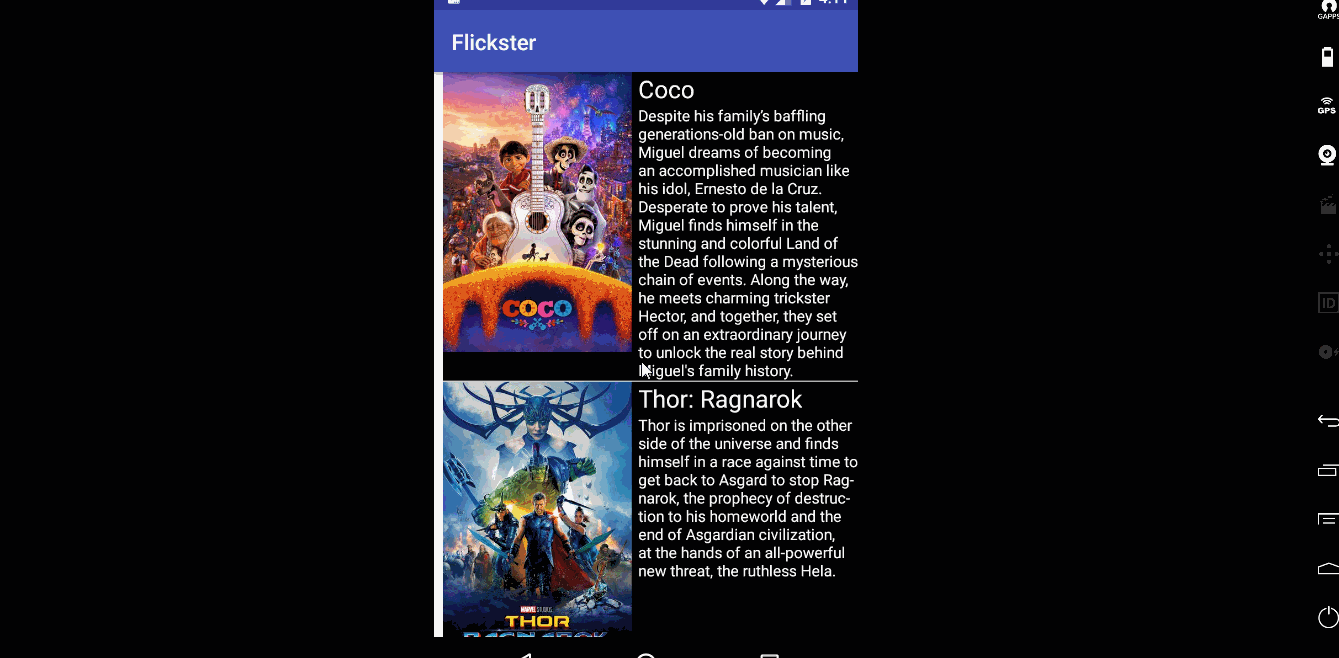 4:11
Flickster
Coco
Despite his family's baffling
generations-old ban on music,
Miguel dreams of becoming
an accomplished musician like
his idol, Ernesto de la Cruz.
Desperate to prove his talent,
Miguel finds himself in the
stunning and colorful Land of
the Dead following a mysterious
chain of events. Along the way,
he meets charming trickster
Hector, and together, they set
off on an extraordinary journey
to unlock the real story behind
Miguel's family history.
COCO
Thor: Ragnarok
Thor is imprisoned on the other
side of the universe and finds
himself in a race against time to
get back to Asgard to stop Rag-
narok, the prophecy of destruc-
tion to his homeworld and the
end of Asgardian civilization,
at the hands of an all-powerful
new threat, the ruthless Hela.
MARVEL STUDIOS
THOR
RAGNAROK
GAPPS
GPS
ID